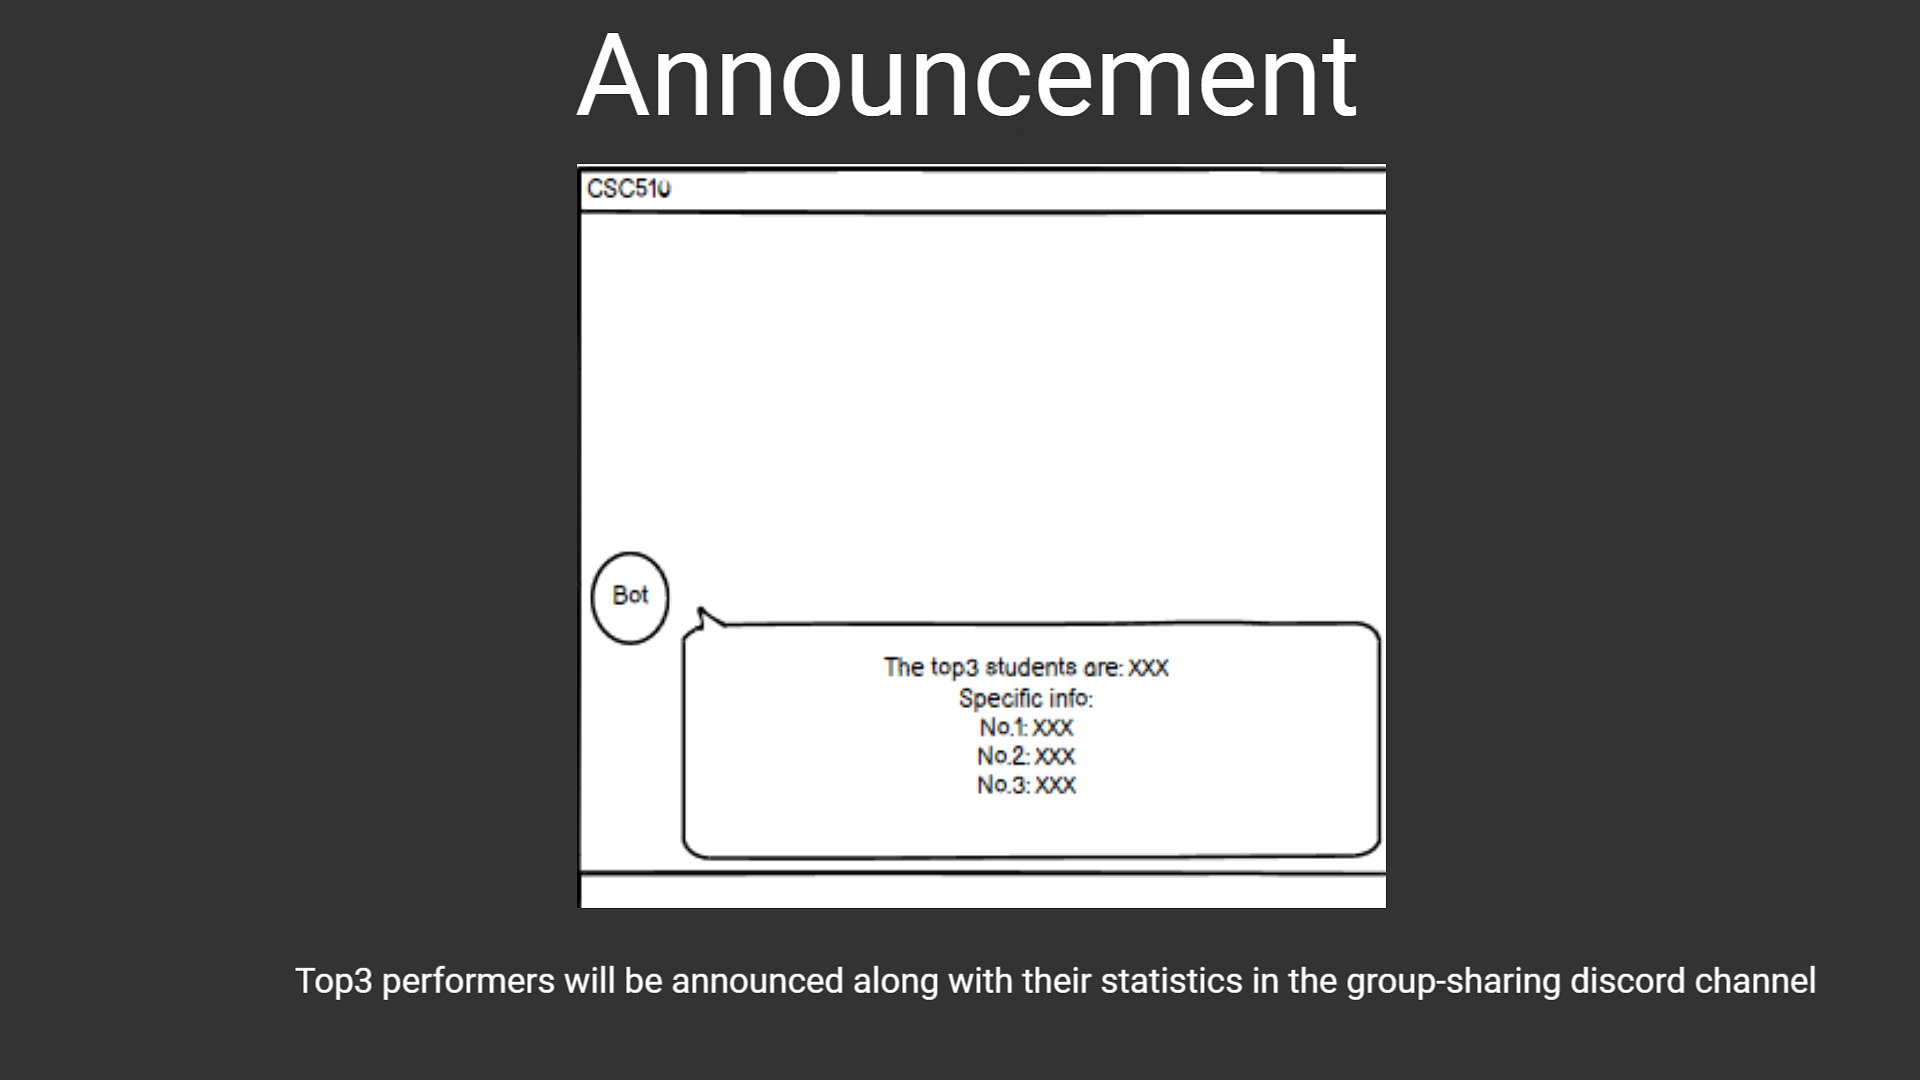 Announcement
CSC510
Bot
The top3 students are: XXX
Specific info:
No.1: XXX
No.2: XXX
No.3: XXX
Top3 performers will be announced along with their statistics in the group-sharing discord channel